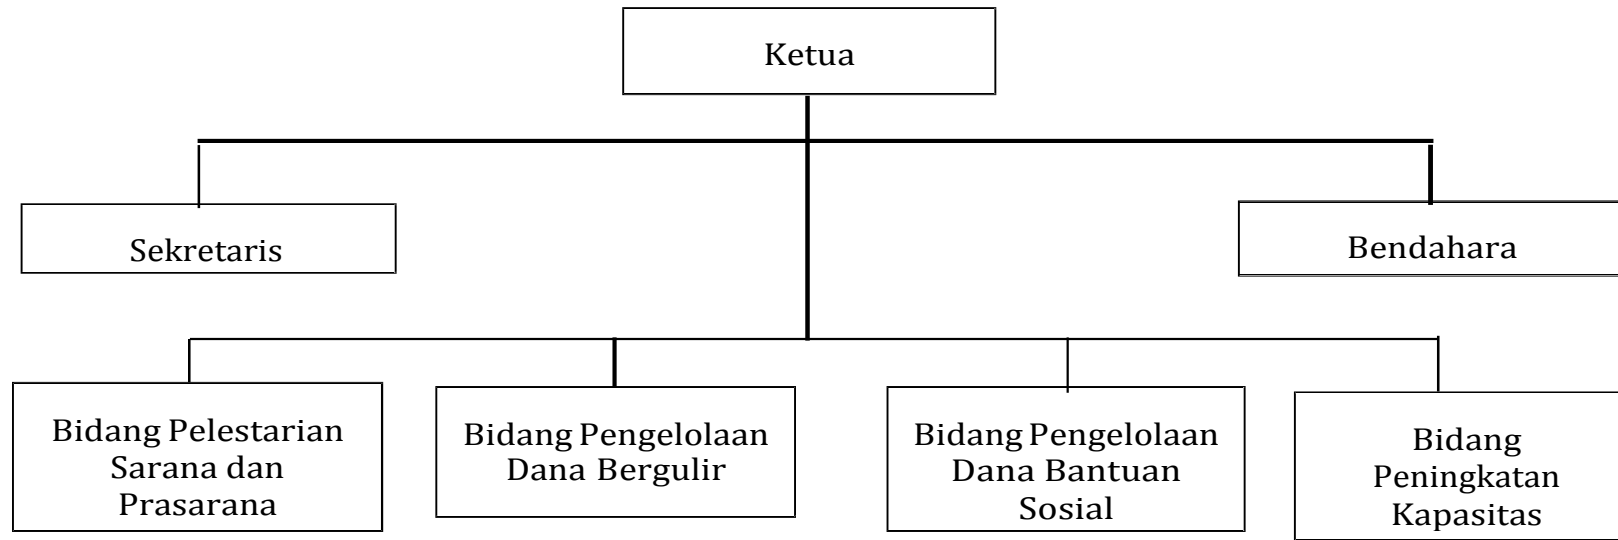 Ketua
Sekretaris
Bendahara
Bidang Pelestarian
Sarana dan
Prasarana
Bidang Pengelolaan
Dana Bergulir
Bidang Pengelolaan
Dana Bantuan
Sosial
Bidang
Peningkatan
Kapasitas